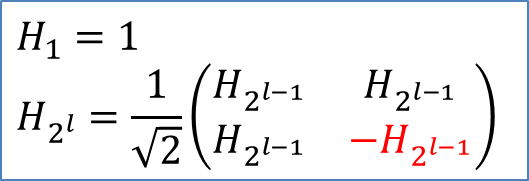 H₁ = 1
H_{2^l} = \frac{1}{\sqrt{2}} \begin{pmatrix} H_{2^{l-1}} & H_{2^{l-1}} \\ H_{2^{l-1}} & -H_{2^{l-1}} \end{pmatrix}